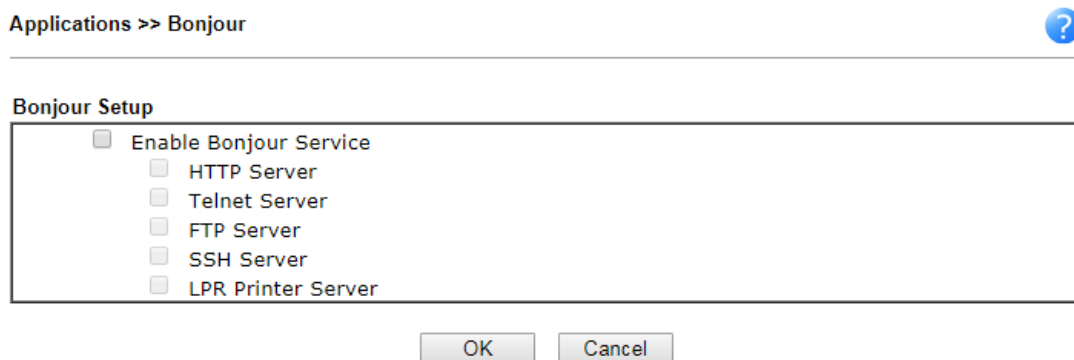 Applications >> Bonjour
?
Bonjour Setup
Enable Bonjour Service
HTTP Server
Telnet Server
FTP Server
SSH Server
LPR Printer Server
OK Cancel